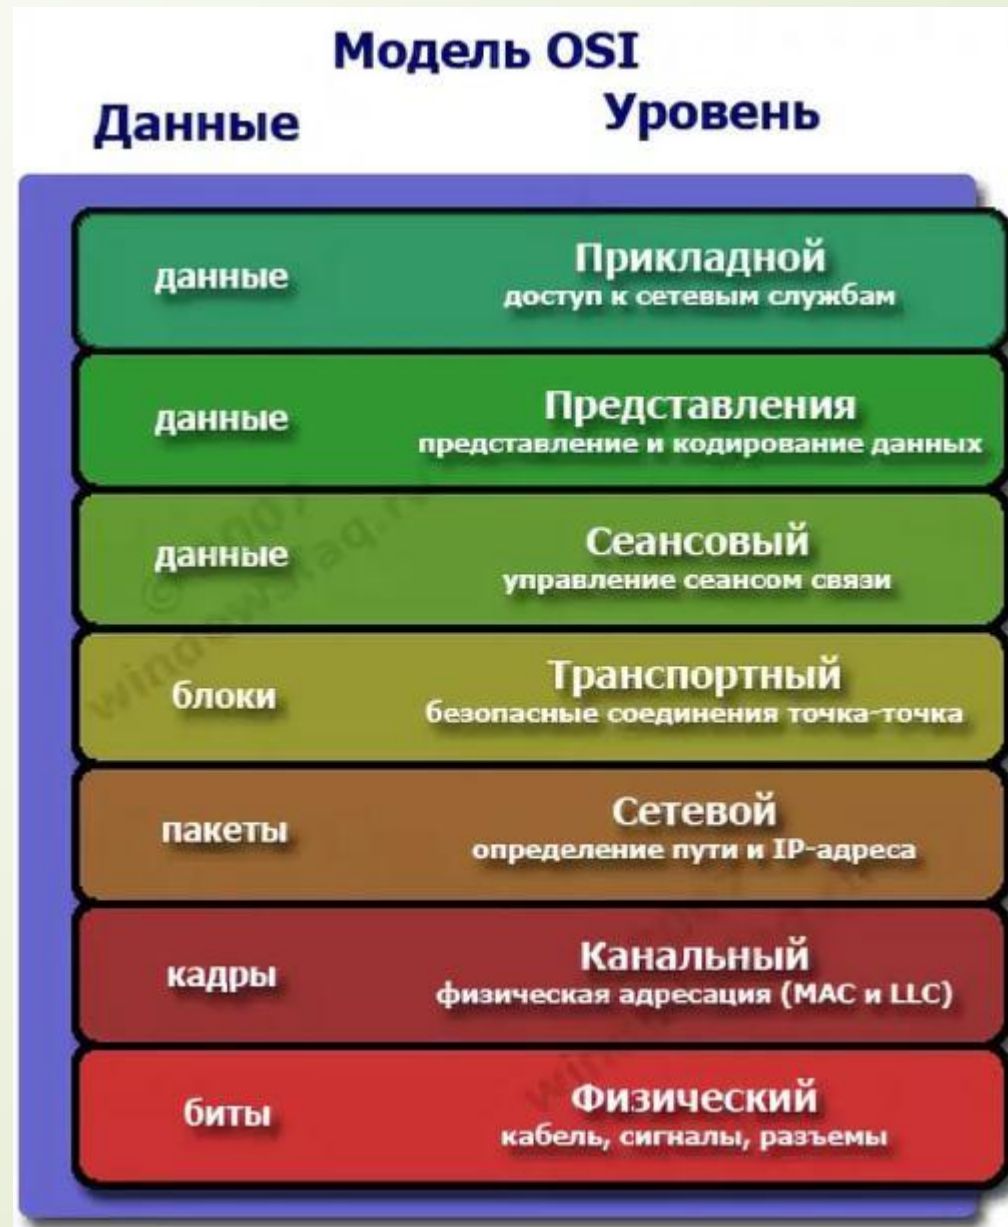 Модель OSI
Данные Уровень
данные
Прикладной
доступ к сетевым службам
данные
Представления
представление и кодирование данных
данные
Сеансовый
управление сеансом связи
блоки
Транспортный
безопасные соединения точка-точка
пакеты
Сетевой
определение пути и IP-адреса
кадры
Канальный
физическая адресация (MAC и LLC)
биты
Физический
кабель, сигналы, разъемы